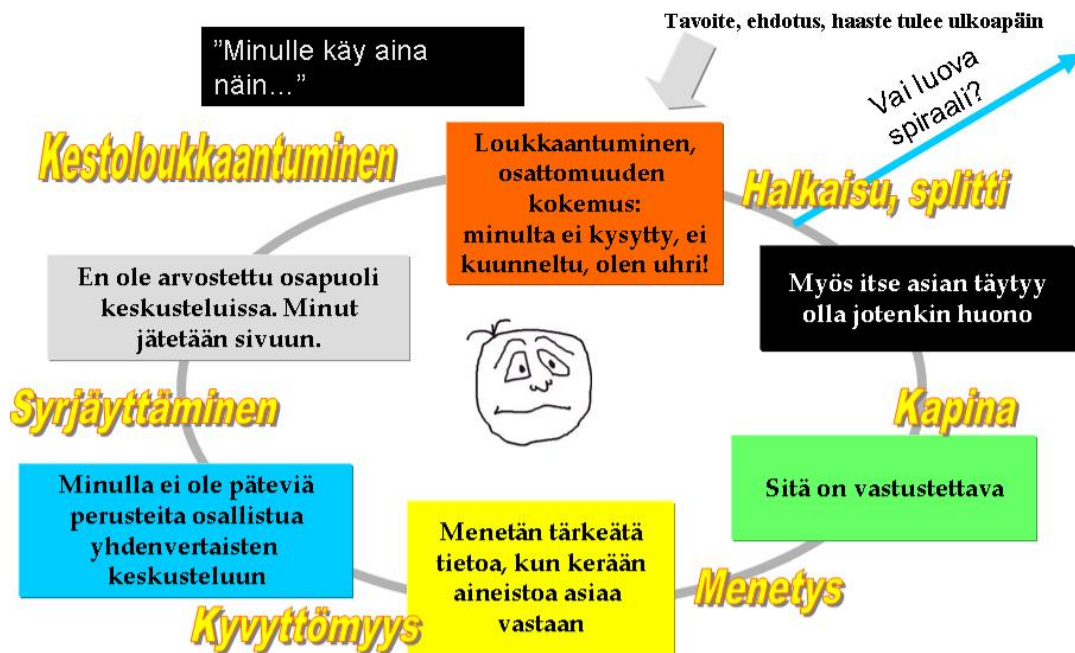 Tavoite, ehdotus, haaste tulee ulkoapäin
”Minulle käy aina
näin…”
Vai luova
spiraali?
Kestoloukkaantuminen
Loukkaantuminen,
osattomuuden
kokemus:
minulta ei kysytty, ei
kuunneltu, olen uhri!
Halkaisu, splitti
Myös itse asian täytyy
olla jotenkin huono
Kapina
Sitä on vastustettava
Menetys
Menetän tärkeätä
tietoa, kun kerään
aineistoa asiaa
vastaan
Kyvyttömyys
Minulla ei ole päteviä
perusteita osallistua
yhdenvertaisten
keskusteluun
Syrjäyttäminen
En ole arvostettu osapuoli
keskusteluissa. Minut
jätetään sivuun.